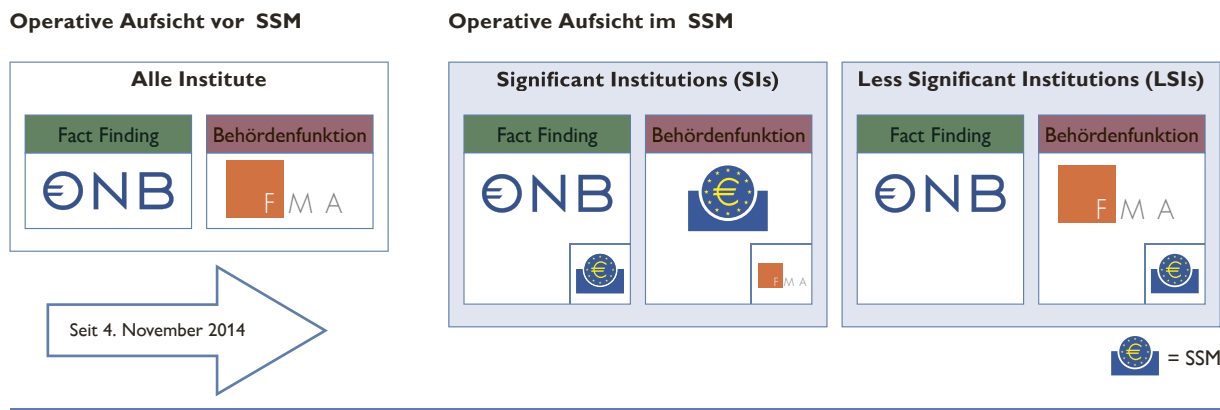 Operative Aufsicht vor SSM
Alle Institute
Fact Finding
Behördenfunktion
ONB
FMA
Seit 4. November 2014
Operative Aufsicht im SSM
Significant Institutions (SIs)
Fact Finding
Behördenfunktion
ONB
€
€
FMA
Less Significant Institutions (LSIs)
Fact Finding
Behördenfunktion
ONB
FMA
€
€ = SSM